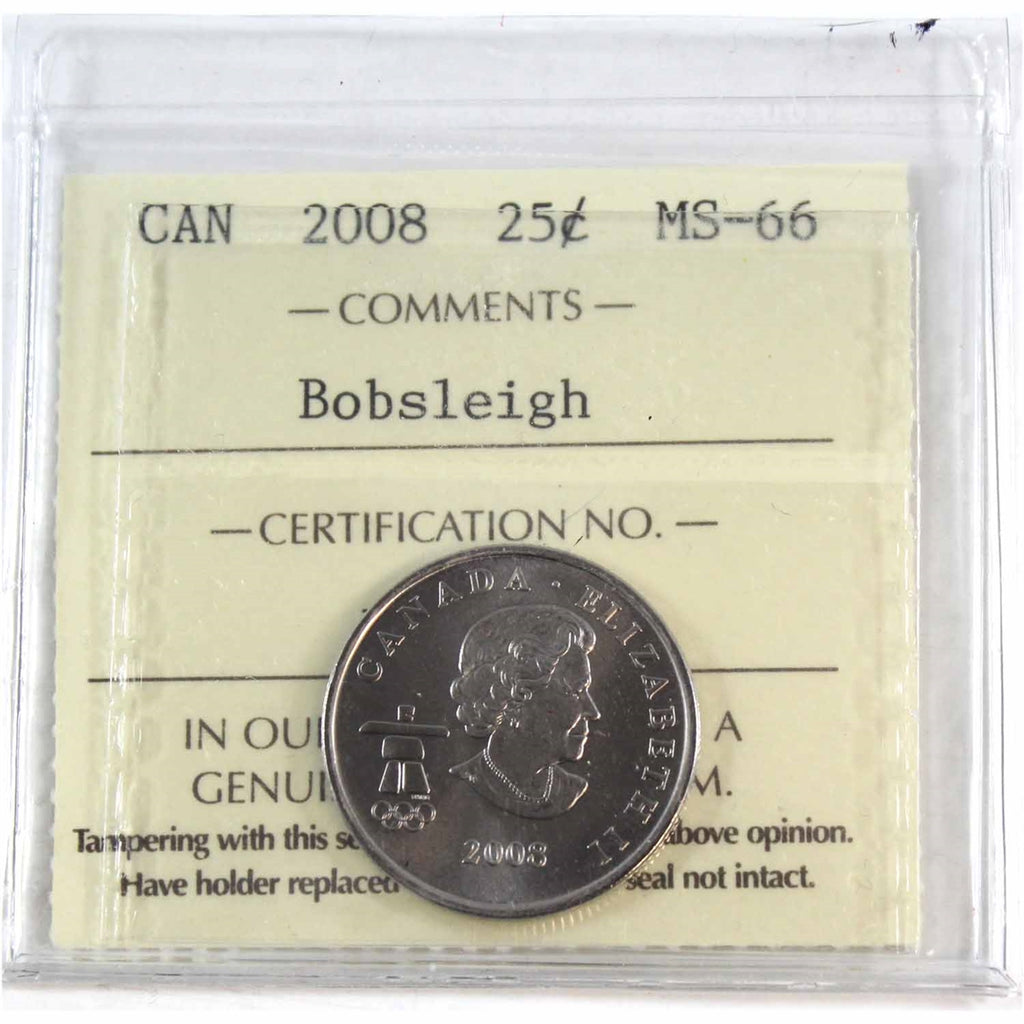 CAN 2008 25¢ MS-66
— COMMENTS —
Bobsleigh
— CERTIFICATION NO. —
CANADA · ELIZABETH II
2008
IN OU A
GENUI M.
Tampering with this se above opinion.
Have holder replaced seal not intact.